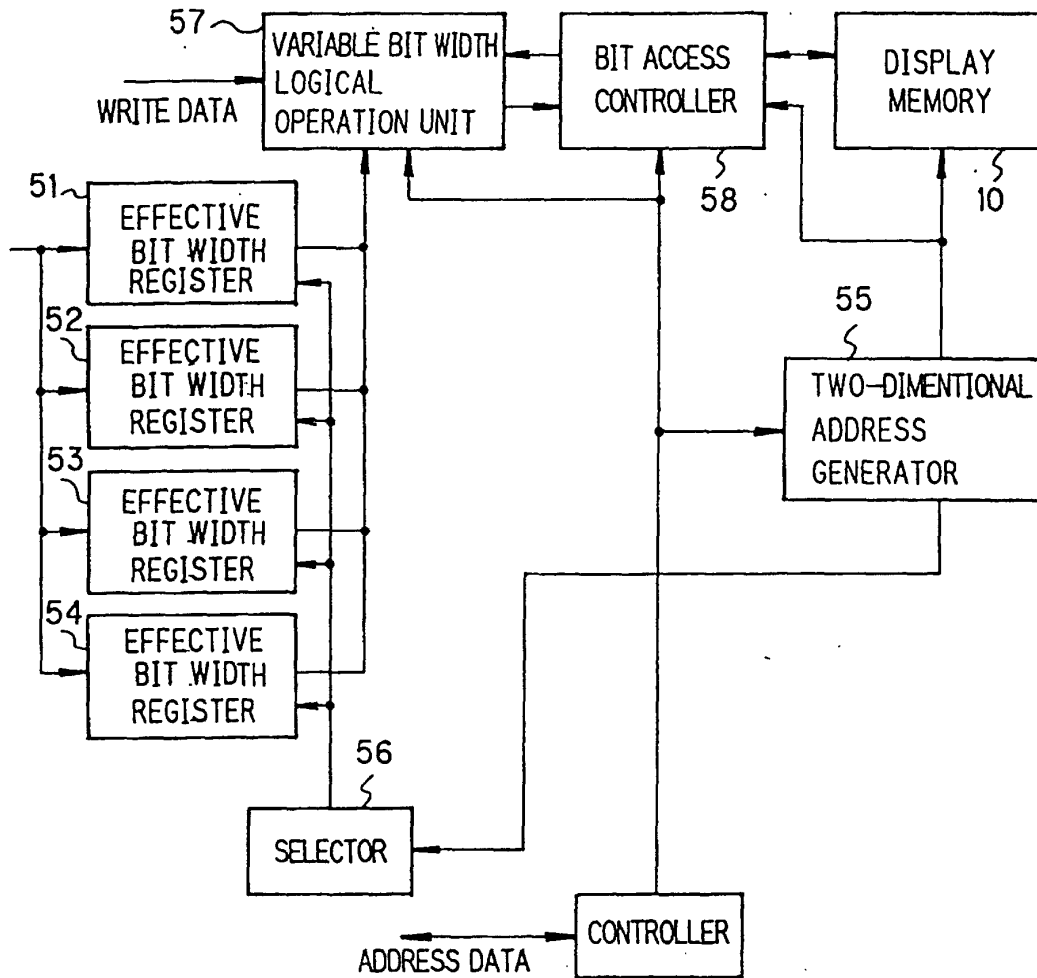 57
VARIABLE BIT WIDTH
LOGICAL
OPERATION UNIT
BIT ACCESS
CONTROLLER
58
DISPLAY
MEMORY
10
WRITE DATA
51
EFFECTIVE
BIT WIDTH
REGISTER
52
EFFECTIVE
BIT WIDTH
REGISTER
53
EFFECTIVE
BIT WIDTH
REGISTER
54
EFFECTIVE
BIT WIDTH
REGISTER
55
TWO-DIMENTIONAL
ADDRESS
GENERATOR
56
SELECTOR
CONTROLLER
ADDRESS DATA